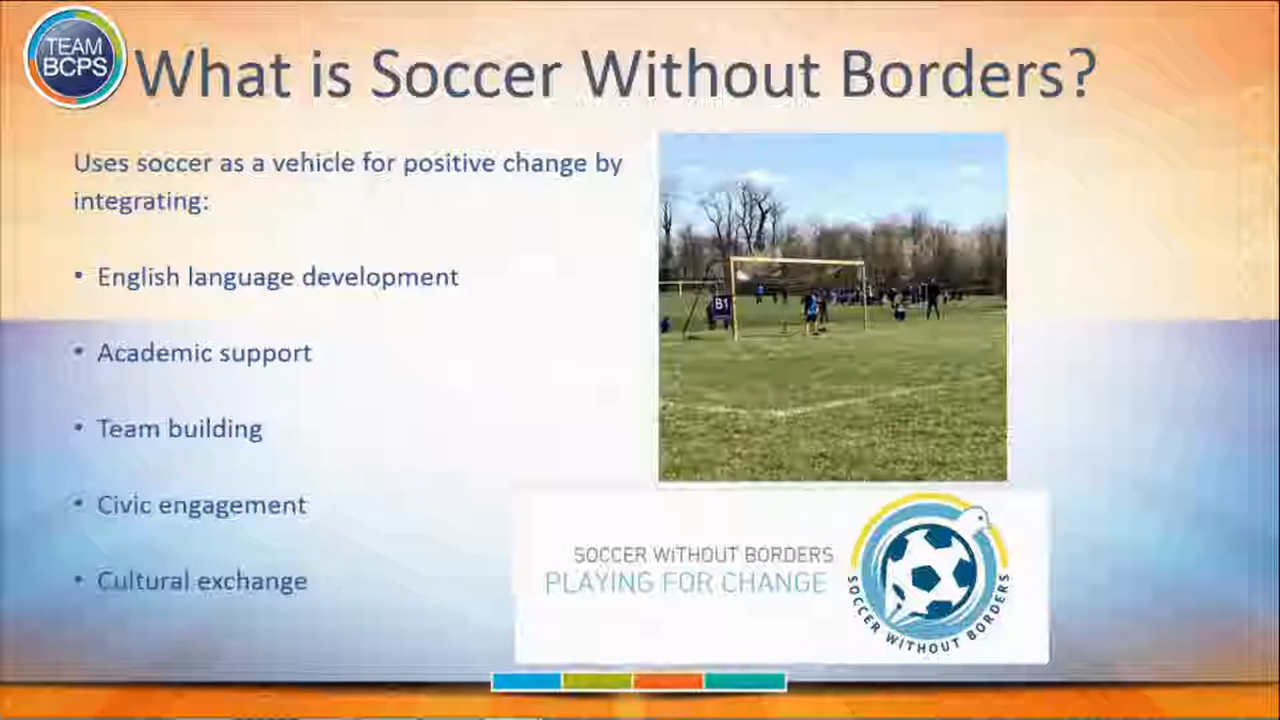 TEAM
BCPS
What is Soccer Without Borders?
Uses soccer as a vehicle for positive change by
integrating:
• English language development
• Academic support
• Team building
• Civic engagement
• Cultural exchange
B1
SOCCER WiTHOUT BORDERS
PLAYING FOR CHANGE
SOCCER WITHOUT BORDERS